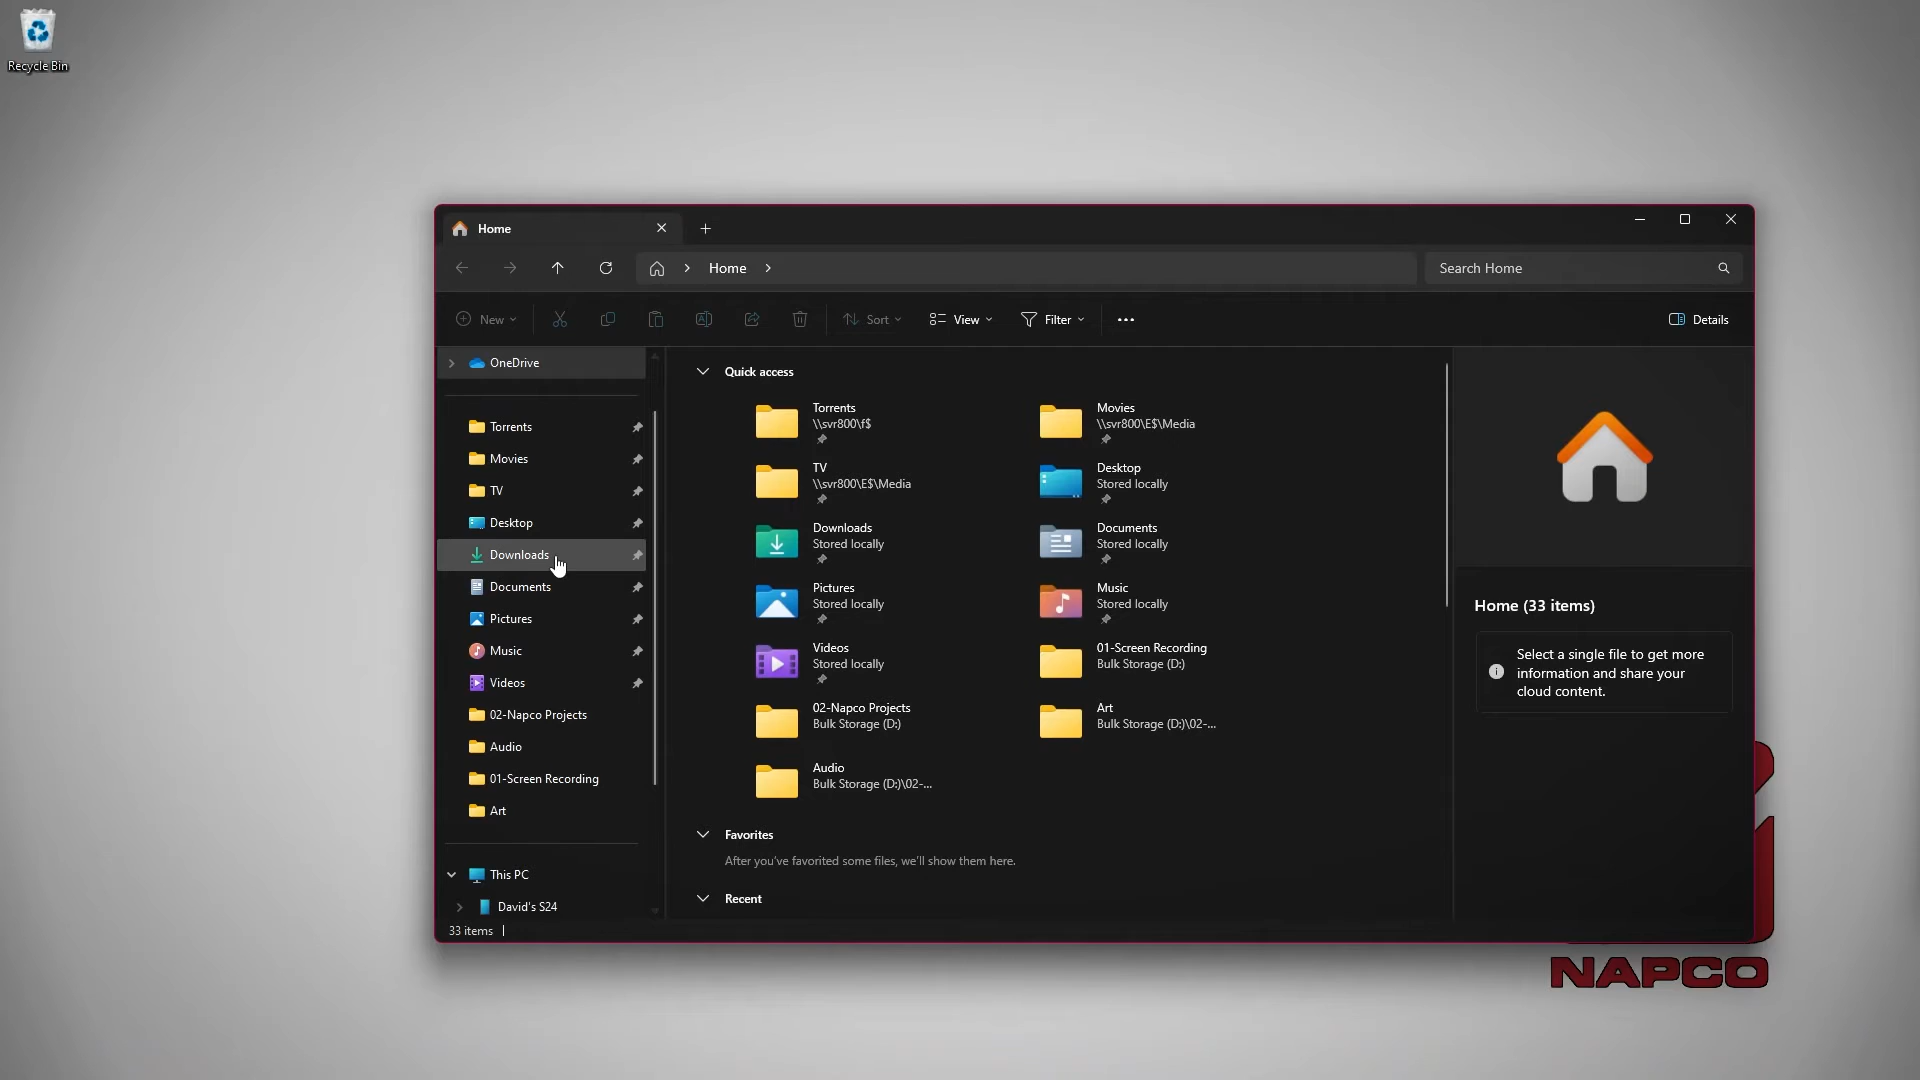 Recycle Bin
Home
Home
Search Home
New
Sort
View
Filter
Details
OneDrive
Torrents
Movies
TV
Desktop
Downloads
Documents
Pictures
Music
Videos
02-Napco Projects
Audio
01-Screen Recording
Art
This PC
David's S24
33 items
Quick access
Torrents
\\svr800\f$
Movies
\\svr800\E$\Media
TV
\\svr800\E$\Media
Desktop
Stored locally
Downloads
Stored locally
Documents
Stored locally
Pictures
Stored locally
Music
Stored locally
Videos
Stored locally
01-Screen Recording
Bulk Storage (D:)
02-Napco Projects
Bulk Storage (D:)
Art
Bulk Storage (D:)\02-...
Audio
Bulk Storage (D:)\02-...
Favorites
After you've favorited some files, we'll show them here.
Recent
Home (33 items)
Select a single file to get more
information and share your
cloud content.
NAPCO